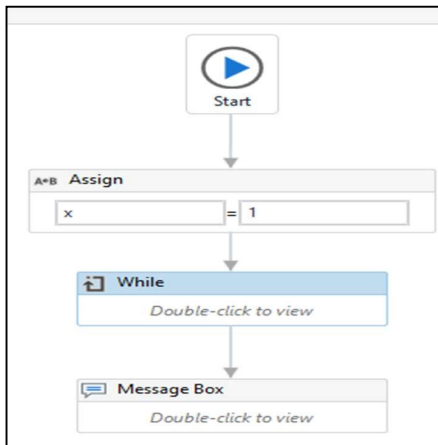 Start
A+B Assign
x = 1
While
Double-click to view
Message Box
Double-click to view